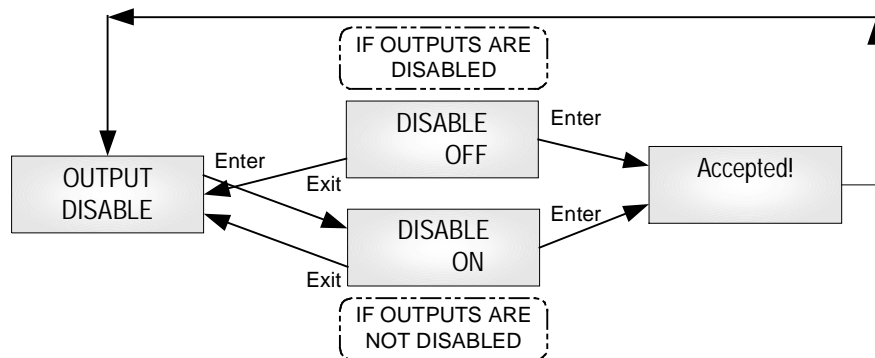 IF OUTPUTS ARE
DISABLED
DISABLE
OFF
Enter
Enter
Exit
OUTPUT
DISABLE
Accepted!
DISABLE
ON
Enter
Exit
IF OUTPUTS ARE
NOT DISABLED